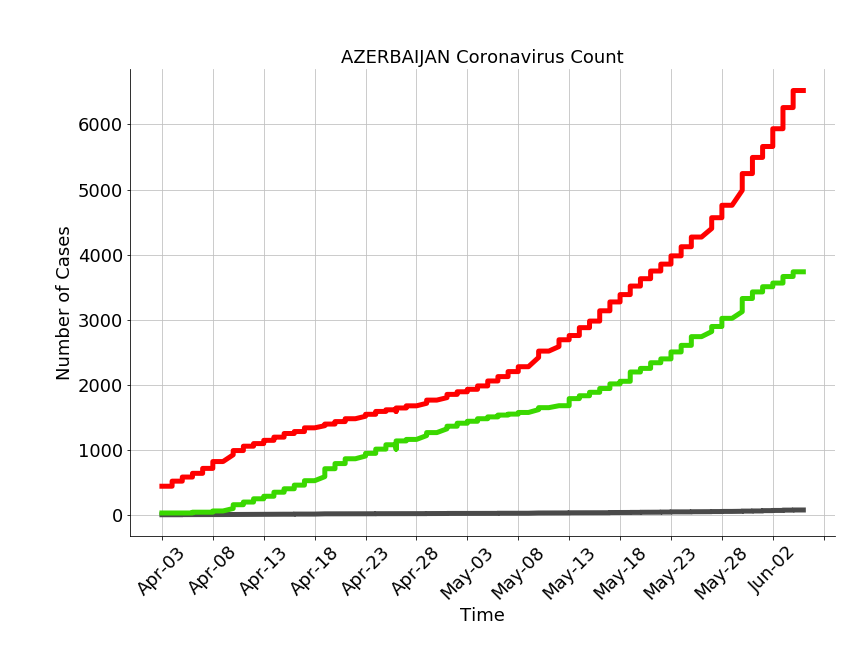 AZERBAIJAN Coronavirus Count
Number of Cases
6000
5000
4000
3000
2000
1000
0
Apr-03
Apr-08
Apr-13
Apr-18
Apr-23
Apr-28
May-03
May-08
May-13
May-18
May-23
May-28
Jun-02
Time